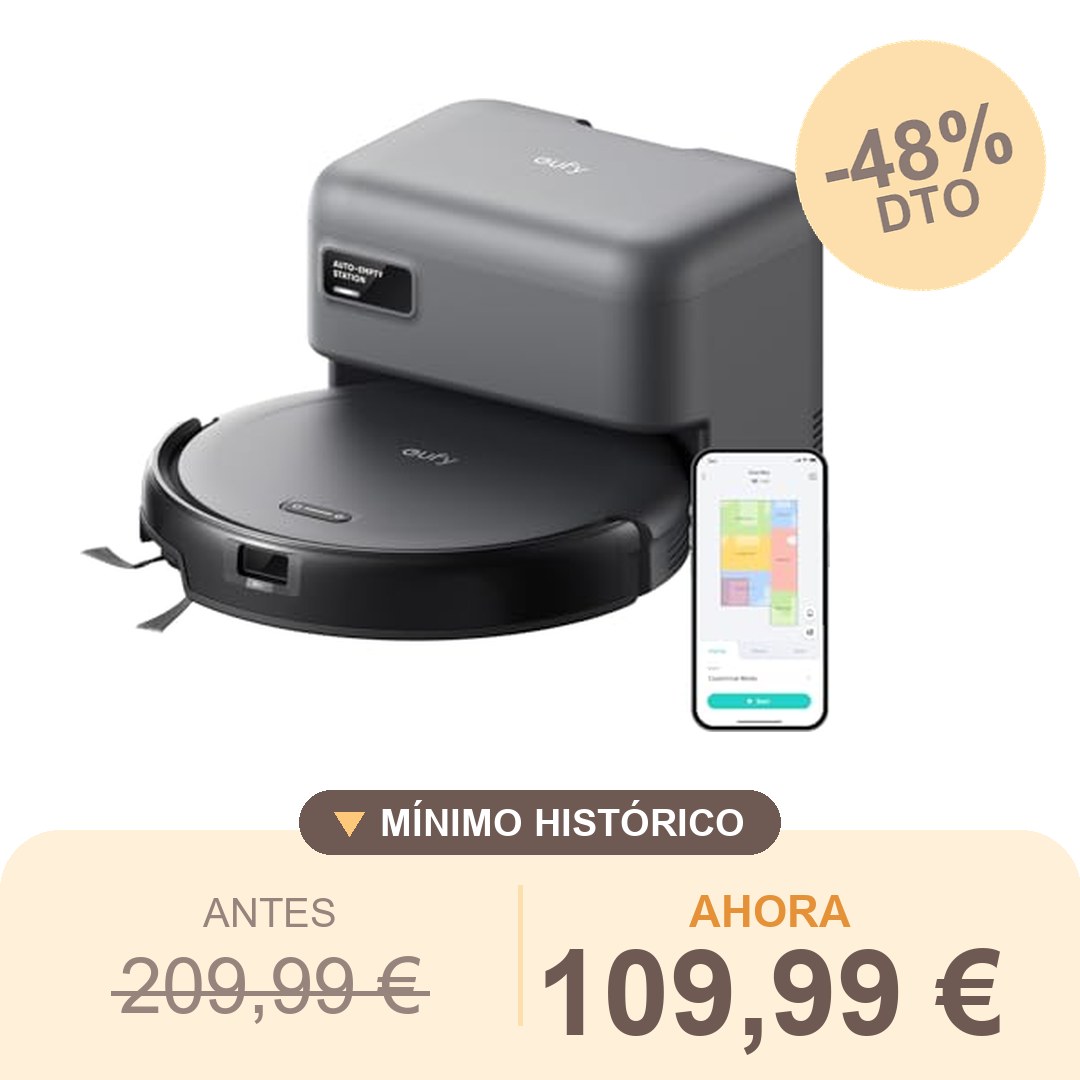 -48%
DTO
eufy
AUTO-EMPTY
STATION
eufy
MÍNIMO HISTÓRICO
ANTES
209,99 €
AHORA
109,99 €